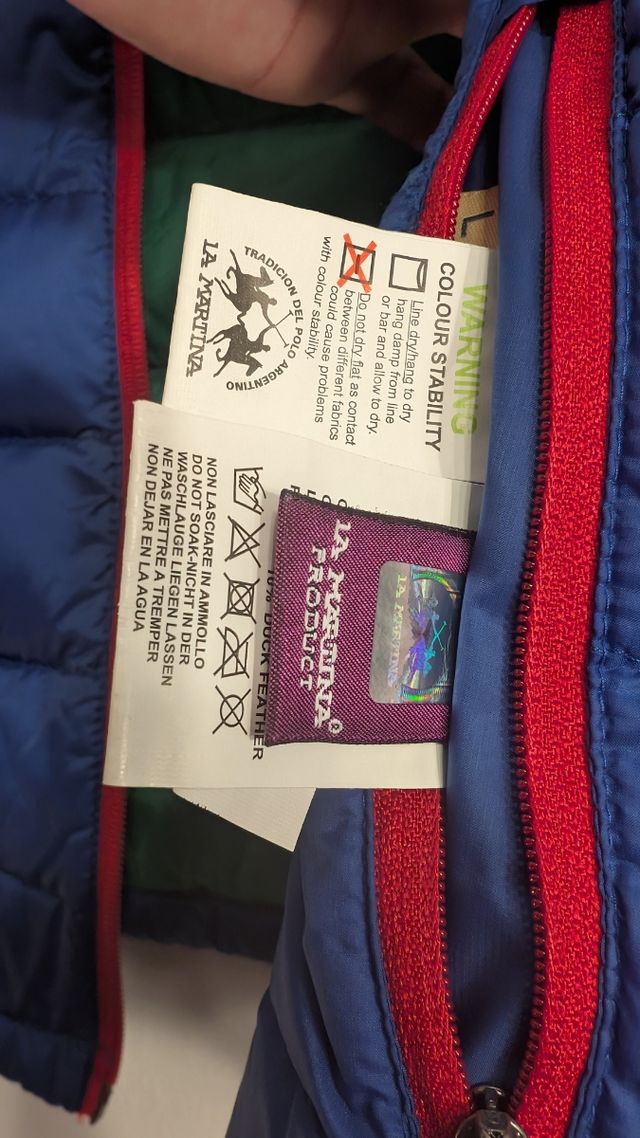 L
WARNING
COLOUR STABILITY
Line dry/hang to dry
hang damp from line
or bar and allow to dry.
Do not dry flat as contact
between different fabrics
could cause problems
with colour stability.
TRADICION DEL POLO ARGENTINO
LA MARTINA
LA MARTINA
LA MARTINA®
PRODUCT
10% DUCK FEATHER
NON LASCIARE IN AMMOLLO
DO NOT SOAK-NICHT IN DER
WASCHLAUGE LIEGEN LASSEN
NE PAS METTRE A TREMPER
NON DEJAR EN LA AGUA